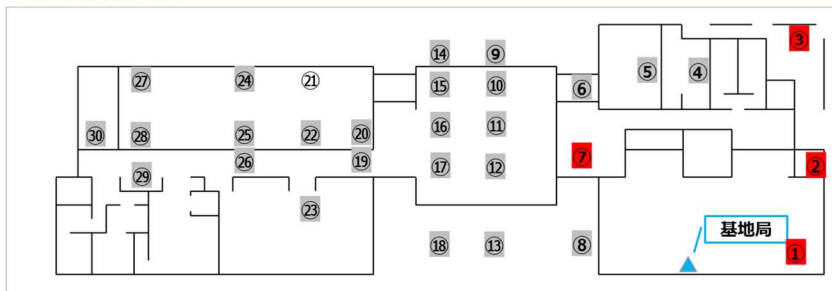 ⑭ ⑨ ③
㉗ ㉔ ㉑ ⑮ ⑩ ⑥ ⑤ ④
㉚ ㉘ ㉕ ㉒ ⑳ ⑯ ⑪
㉙ ㉖ ⑲ ⑰ ⑫ ⑦ ②
㉓
⑱ ⑬ ⑧ 基地局 ①